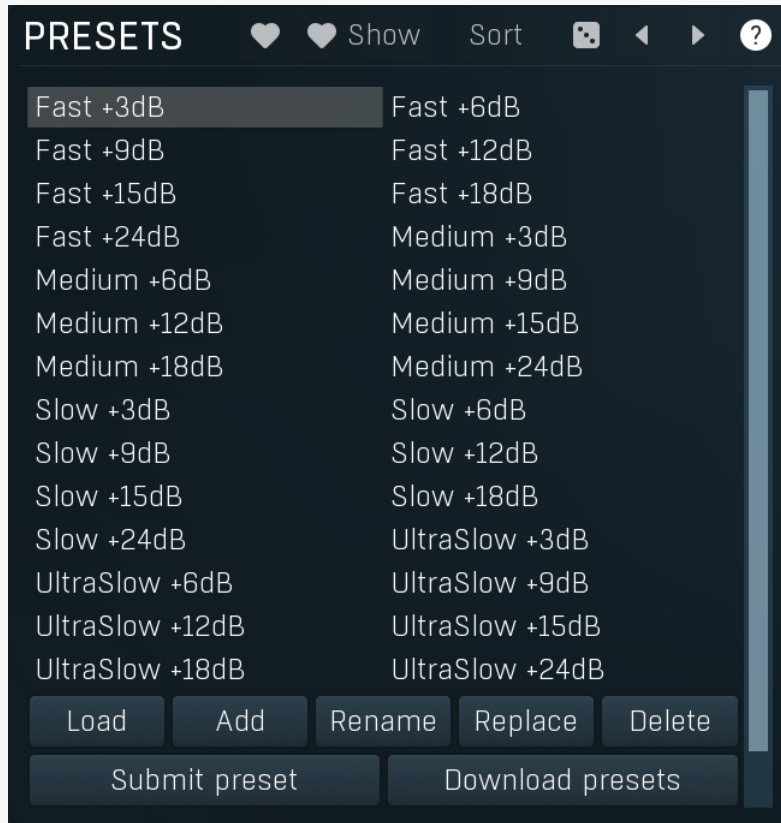 PRESETS Show Sort ?
Fast +3dB Fast +6dB
Fast +9dB Fast +12dB
Fast +15dB Fast +18dB
Fast +24dB Medium +3dB
Medium +6dB Medium +9dB
Medium +12dB Medium +15dB
Medium +18dB Medium +24dB
Slow +3dB Slow +6dB
Slow +9dB Slow +12dB
Slow +15dB Slow +18dB
Slow +24dB UltraSlow +3dB
UltraSlow +6dB UltraSlow +9dB
UltraSlow +12dB UltraSlow +15dB
UltraSlow +18dB UltraSlow +24dB
Load Add Rename Replace Delete
Submit preset Download presets